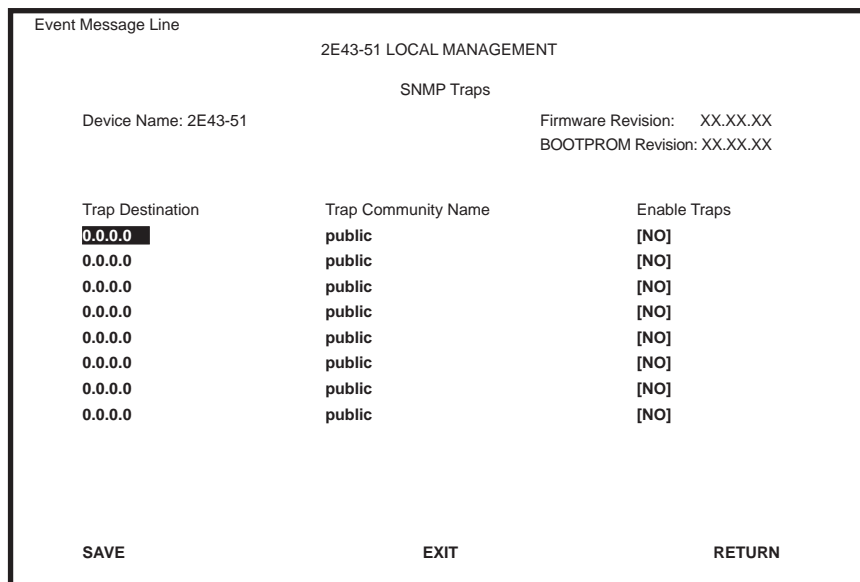 Event Message Line
2E43-51 LOCAL MANAGEMENT
SNMP Traps
Device Name: 2E43-51 Firmware Revision: XX.XX.XX
BOOTPROM Revision: XX.XX.XX
Trap Destination Trap Community Name Enable Traps
0.0.0.0 public [NO]
0.0.0.0 public [NO]
0.0.0.0 public [NO]
0.0.0.0 public [NO]
0.0.0.0 public [NO]
0.0.0.0 public [NO]
0.0.0.0 public [NO]
0.0.0.0 public [NO]
SAVE EXIT RETURN